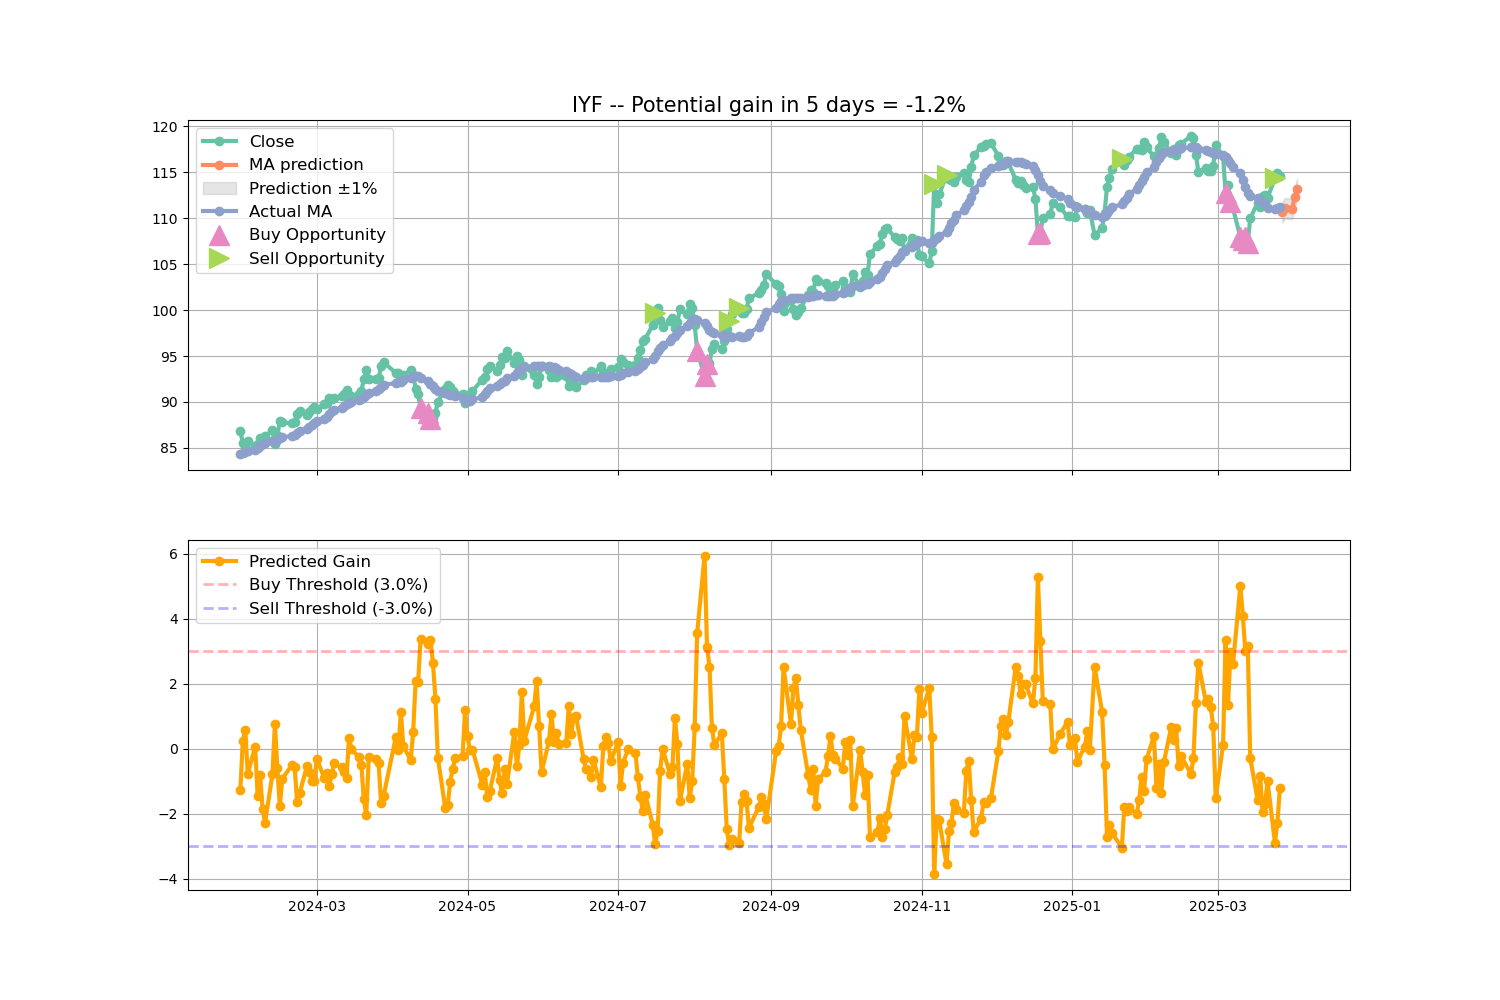 IYF -- Potential gain in 5 days = -1.2%
120
115
110
105
100
95
90
85
Close
MA prediction
Prediction ±1%
Actual MA
Buy Opportunity
Sell Opportunity
6
4
2
0
−2
−4
Predicted Gain
Buy Threshold (3.0%)
Sell Threshold (-3.0%)
2024-03
2024-05
2024-07
2024-09
2024-11
2025-01
2025-03